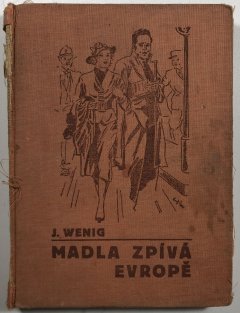 J. WENIG
MADLA ZPÍVÁ
EVROPĚ